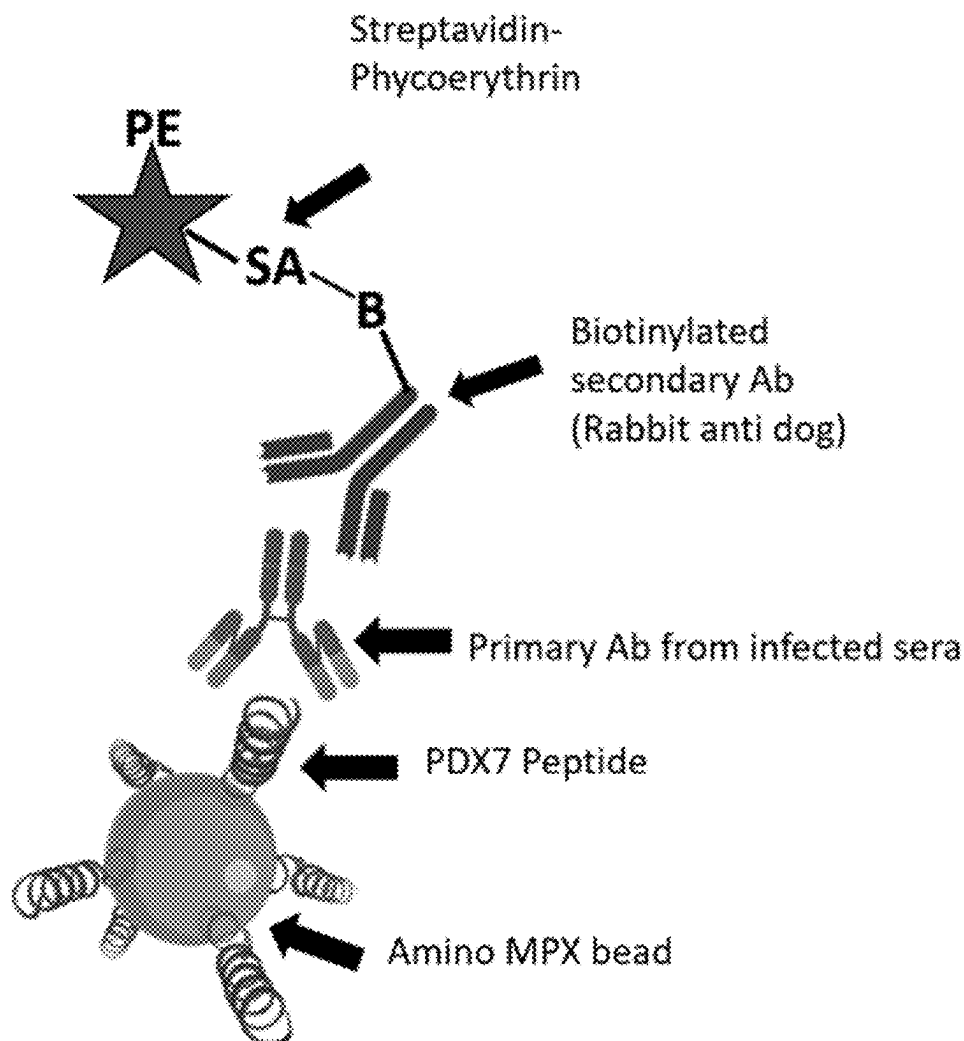 Streptavidin-
Phycoerythrin
PE
SA
B
Biotinylated
secondary Ab
(Rabbit anti dog)
Primary Ab from infected sera
PDX7 Peptide
Amino MPX bead